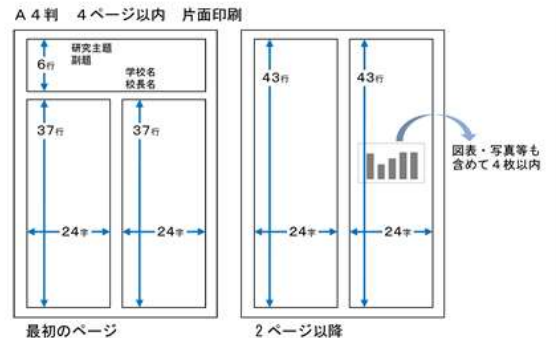 A4判 4ページ以内 片面印刷
研究主題
副題
6行
学校名
校長名
37行
37行
24字
24字
最初のページ
43行
43行
24字
24字
2ページ以降
図表・写真等も
含めて4枚以内